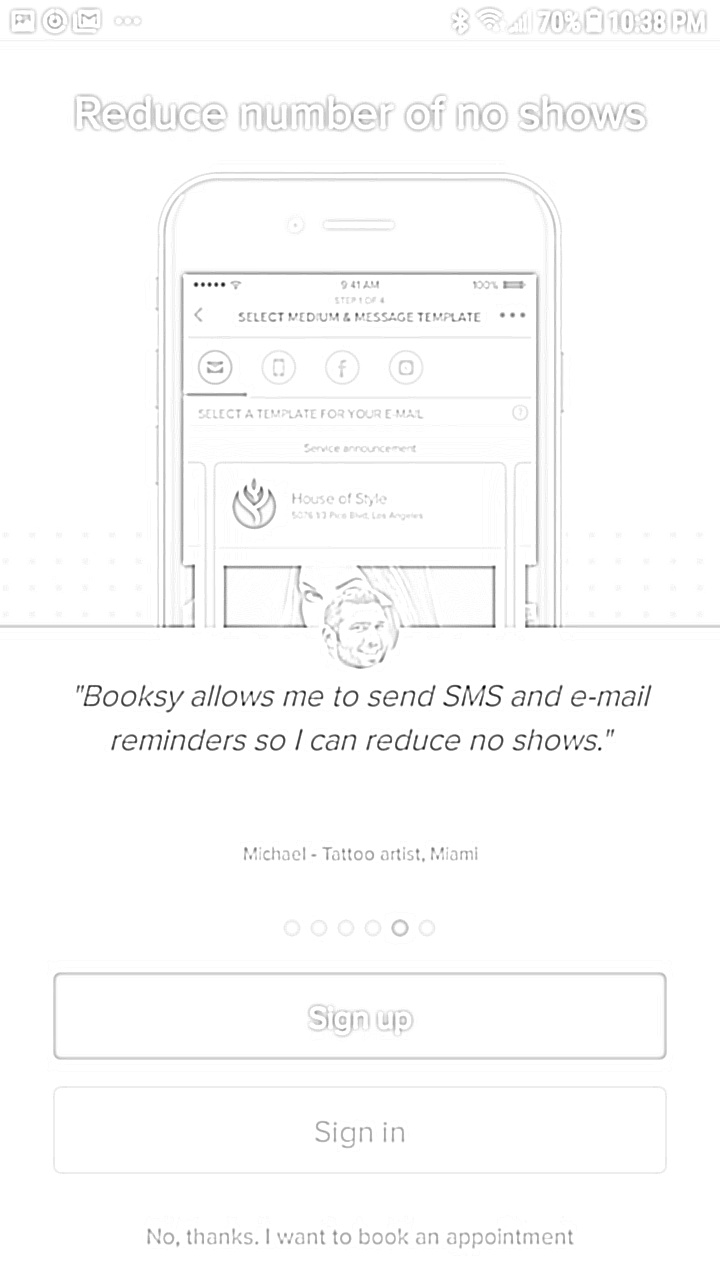 70% 10:38 PM
Reduce number of no shows
9:41 AM 100%
STEP 1 OF 4
SELECT MEDIUM & MESSAGE TEMPLATE
SELECT A TEMPLATE FOR YOUR E-MAIL ?
Service announcement
House of Style
5076 1/3 Pico Blvd, Los Angeles
"Booksy allows me to send SMS and e-mail
reminders so I can reduce no shows."
Michael - Tattoo artist, Miami
Sign up
Sign in
No, thanks. I want to book an appointment